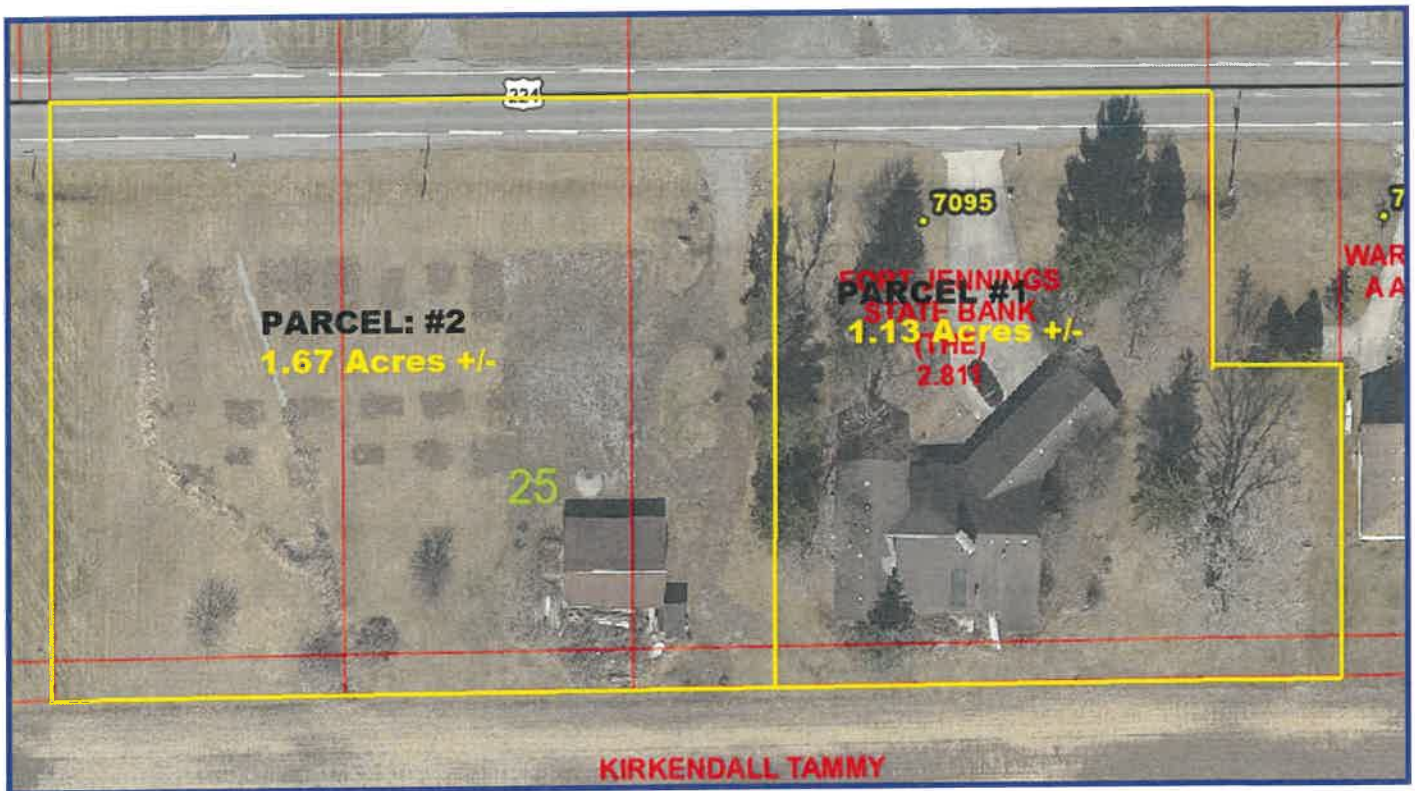 224
7095
7
WAR
A A
FORT JENNINGS
PARCEL #1
STATE BANK
1.13 Acres +/-
(THE)
2.811
PARCEL: #2
1.67 Acres +/-
25
KIRKENDALL TAMMY